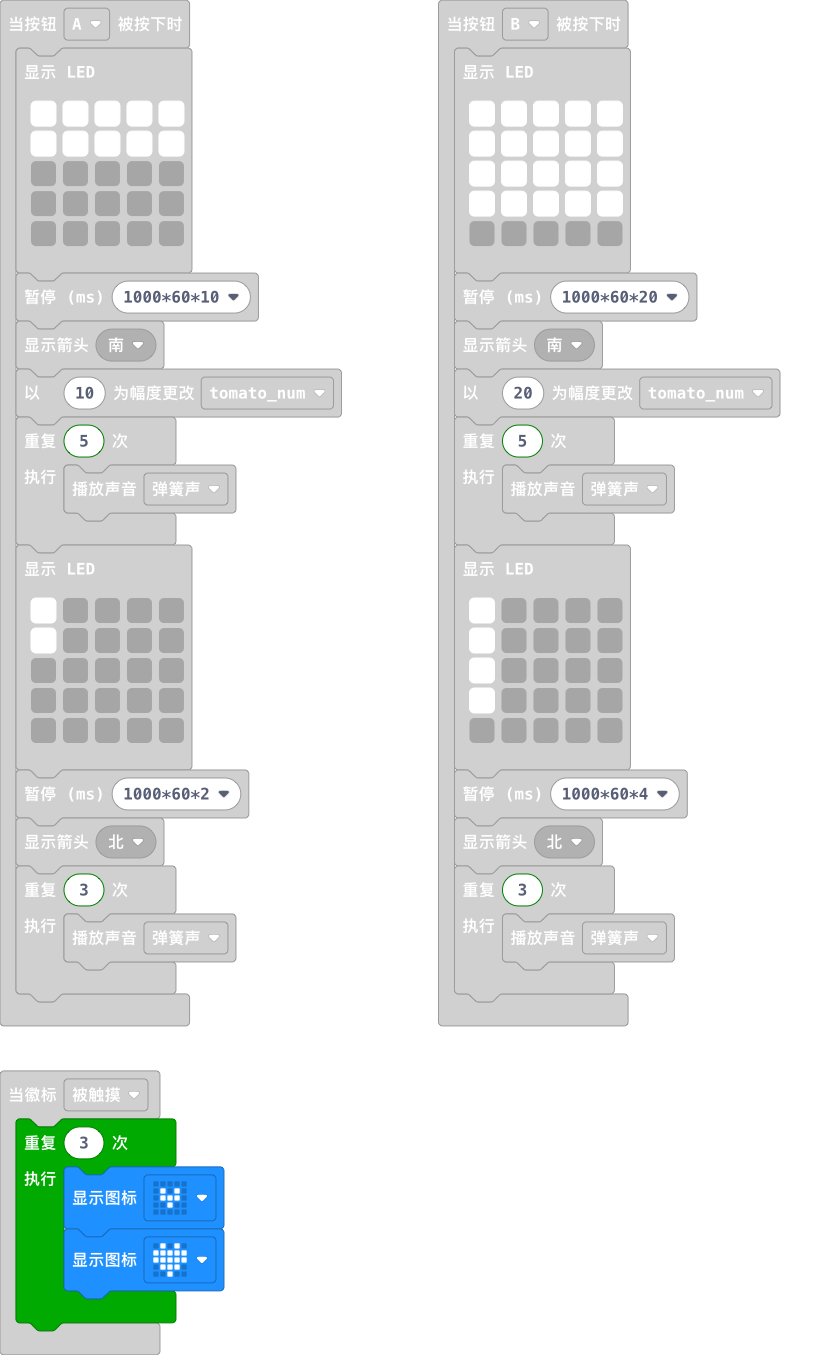 当按钮 A 被按下时
显示 LED
暂停 (ms) 1000*60*10
显示箭头 南
以 10 为幅度更改 tomato_num
重复 5 次
执行
播放声音 弹簧声
显示 LED
暂停 (ms) 1000*60*2
显示箭头 北
重复 3 次
执行
播放声音 弹簧声
当按钮 B 被按下时
显示 LED
暂停 (ms) 1000*60*20
显示箭头 南
以 20 为幅度更改 tomato_num
重复 5 次
执行
播放声音 弹簧声
显示 LED
暂停 (ms) 1000*60*4
显示箭头 北
重复 3 次
执行
播放声音 弹簧声
当徽标 被触摸
重复 3 次
执行
显示图标
显示图标